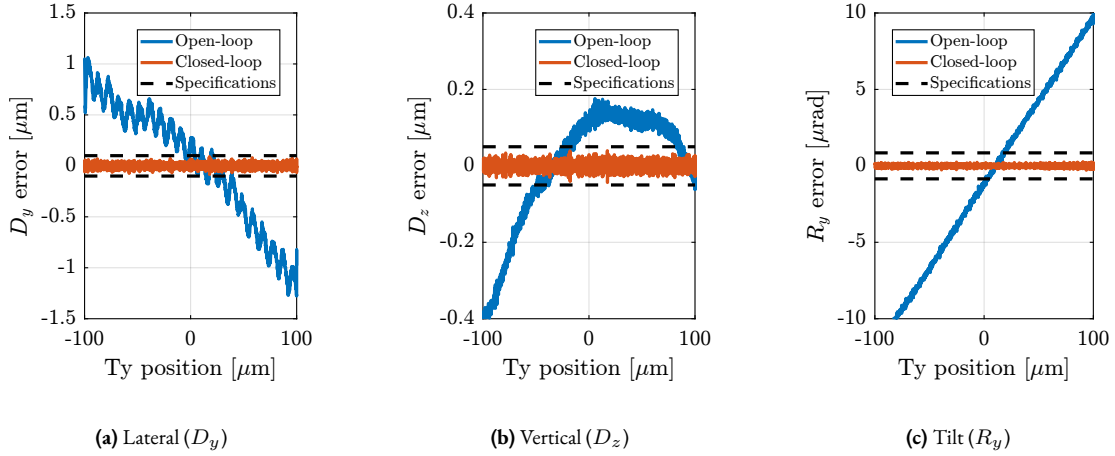 1.5
1
0.5
0
-0.5
-1
-1.5
-100
0
100
Ty position [μm]
D_y error [μm]
Open-loop
Closed-loop
Specifications
(a) Lateral (D_y)
0.4
0.2
0
-0.2
-0.4
-100
0
100
Ty position [μm]
D_z error [μm]
Open-loop
Closed-loop
Specifications
(b) Vertical (D_z)
10
5
0
-5
-10
-100
0
100
Ty position [μm]
R_y error [μrad]
Open-loop
Closed-loop
Specifications
(c) Tilt (R_y)